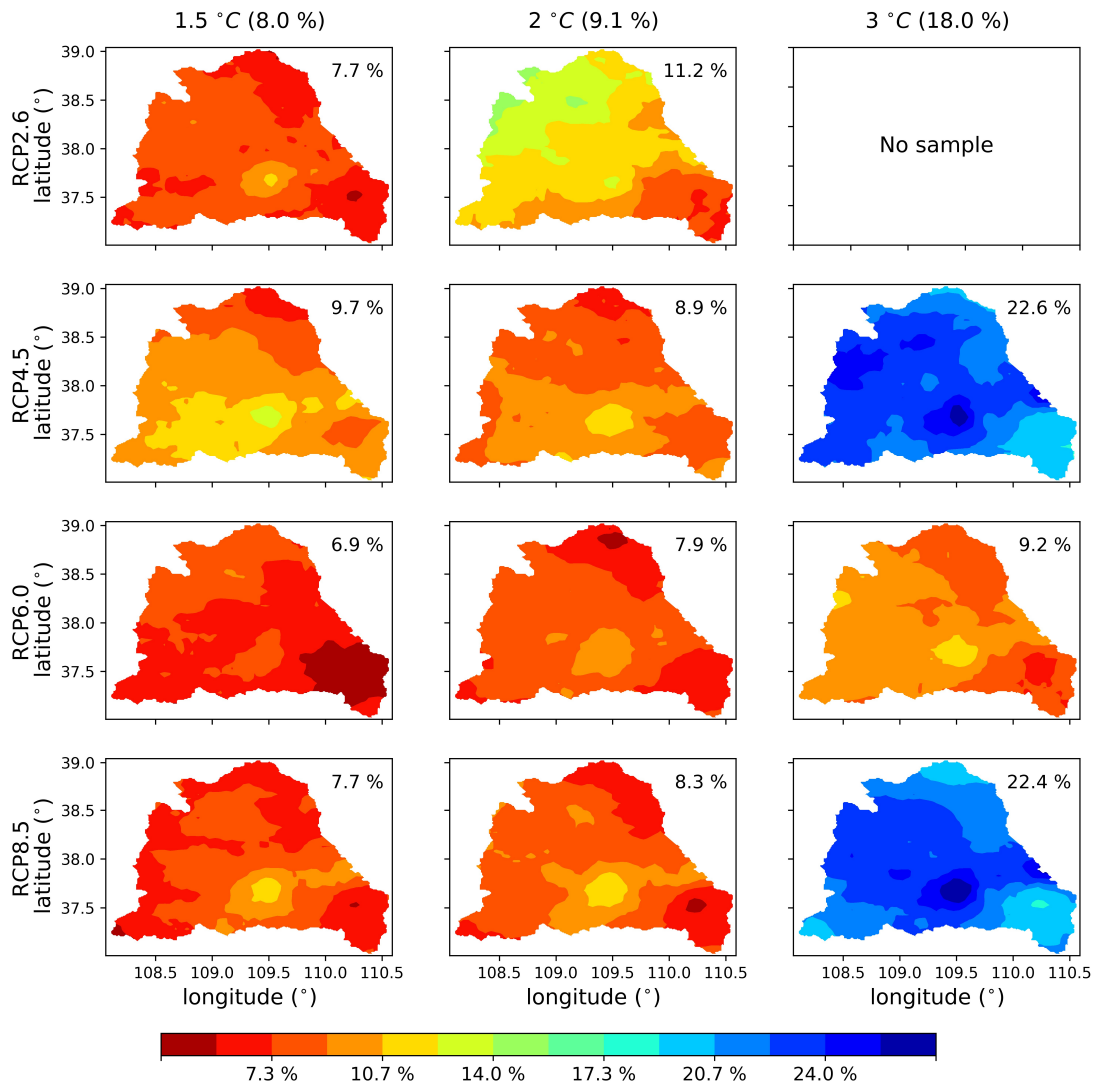 1.5 °C (8.0 %) 2 °C (9.1 %) 3 °C (18.0 %)
RCP2.6
latitude (°)
39.0
38.5
38.0
37.5
7.7 %
11.2 %
No sample
RCP4.5
latitude (°)
39.0
38.5
38.0
37.5
9.7 %
8.9 %
22.6 %
RCP6.0
latitude (°)
39.0
38.5
38.0
37.5
6.9 %
7.9 %
9.2 %
RCP8.5
latitude (°)
39.0
38.5
38.0
37.5
7.7 %
8.3 %
22.4 %
108.5 109.0 109.5 110.0 110.5
longitude (°)
108.5 109.0 109.5 110.0 110.5
longitude (°)
108.5 109.0 109.5 110.0 110.5
longitude (°)
7.3 % 10.7 % 14.0 % 17.3 % 20.7 % 24.0 %